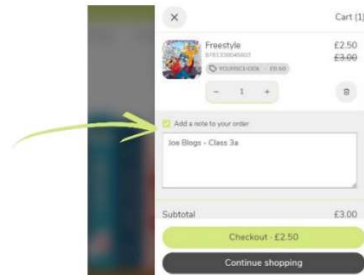 Cart (1)
Freestyle £2.50
£3.00
- 1 +
Add a note to your order
Joe Blogs - Class 3a
Subtotal £3.00
Checkout - £2.50
Continue shopping